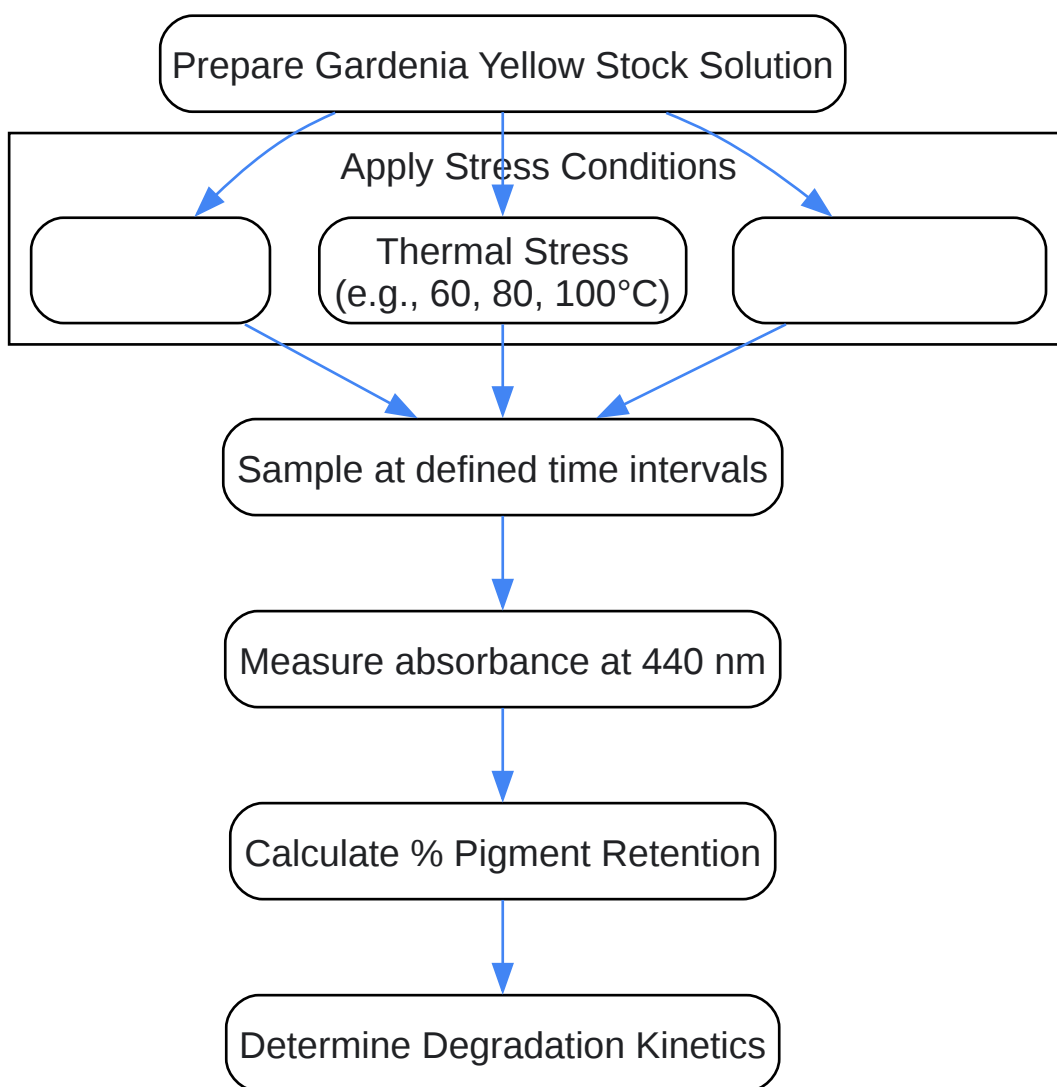 Prepare Gardenia Yellow Stock Solution
Apply Stress Conditions
Thermal Stress
(e.g., 60, 80, 100°C)
Sample at defined time intervals
Measure absorbance at 440 nm
Calculate % Pigment Retention
Determine Degradation Kinetics